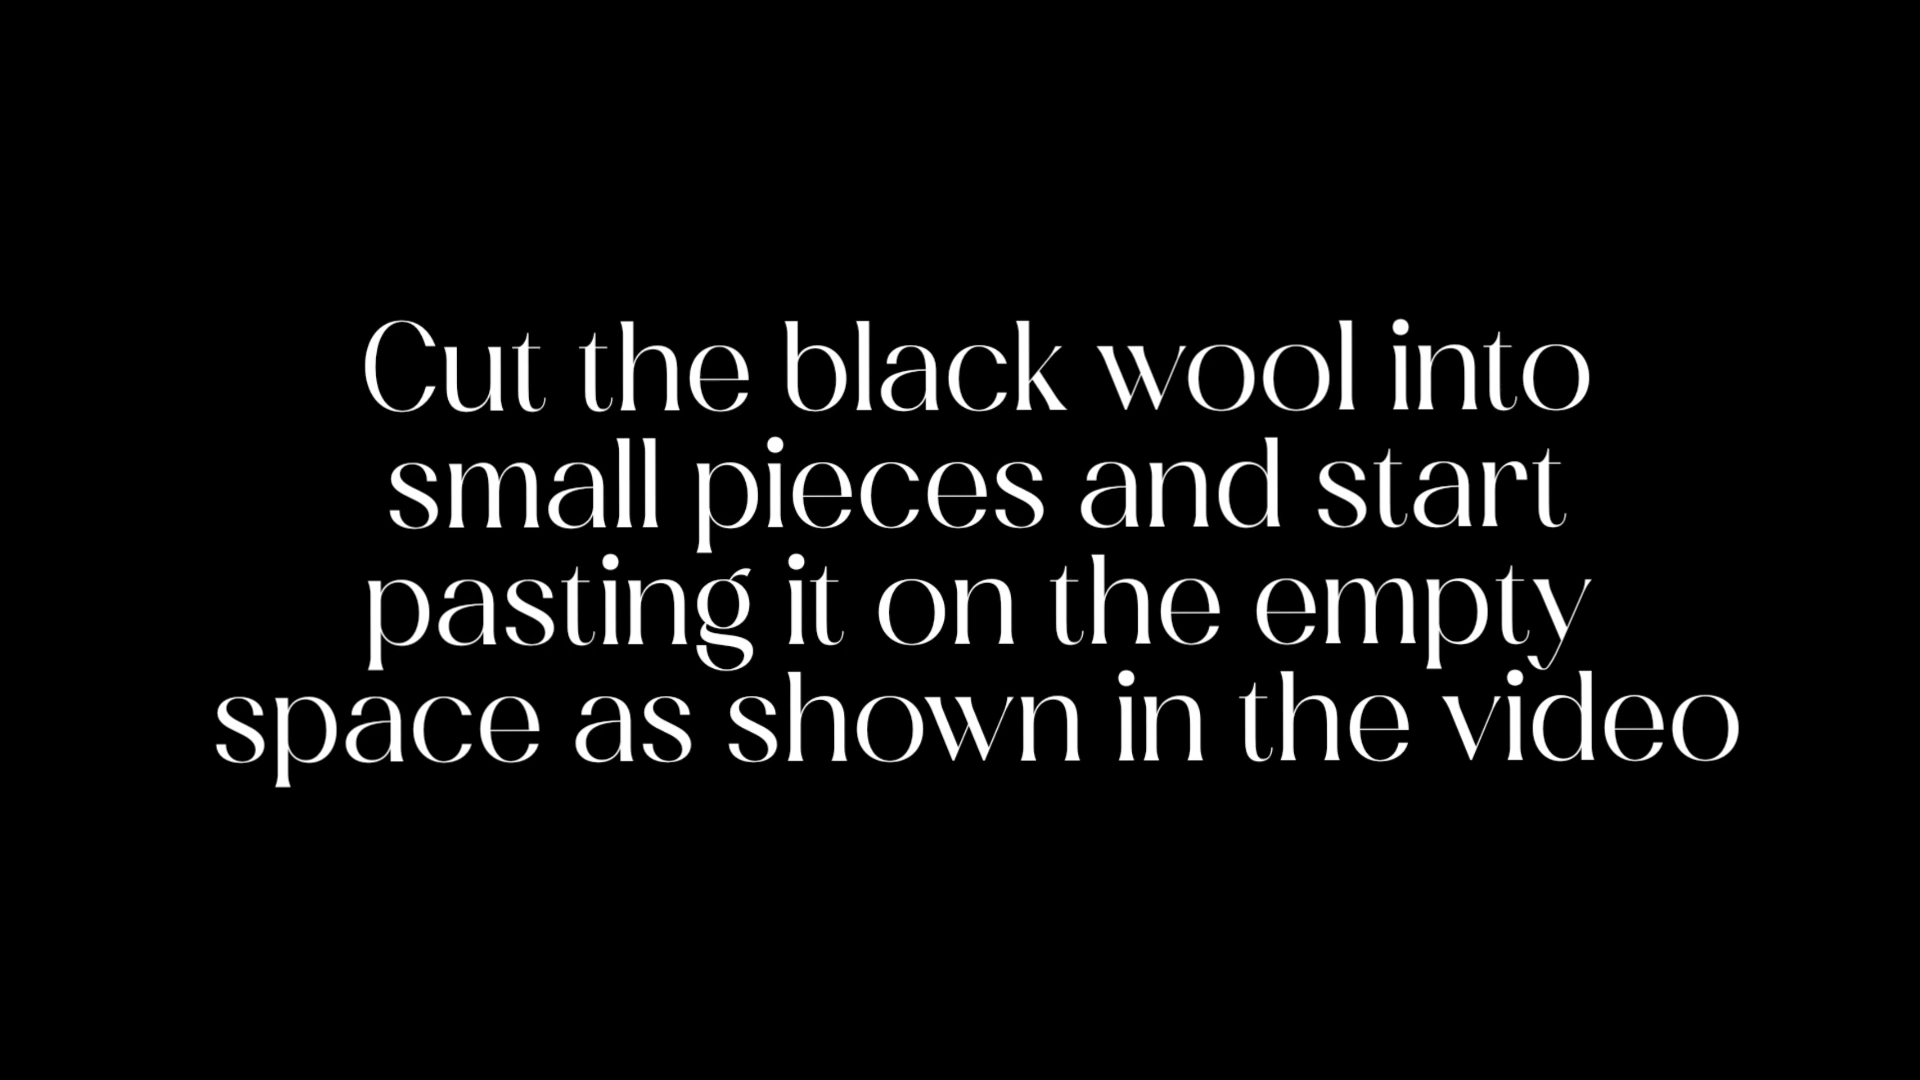 Cut the black wool into
small pieces and start
pasting it on the empty
space as shown in the video